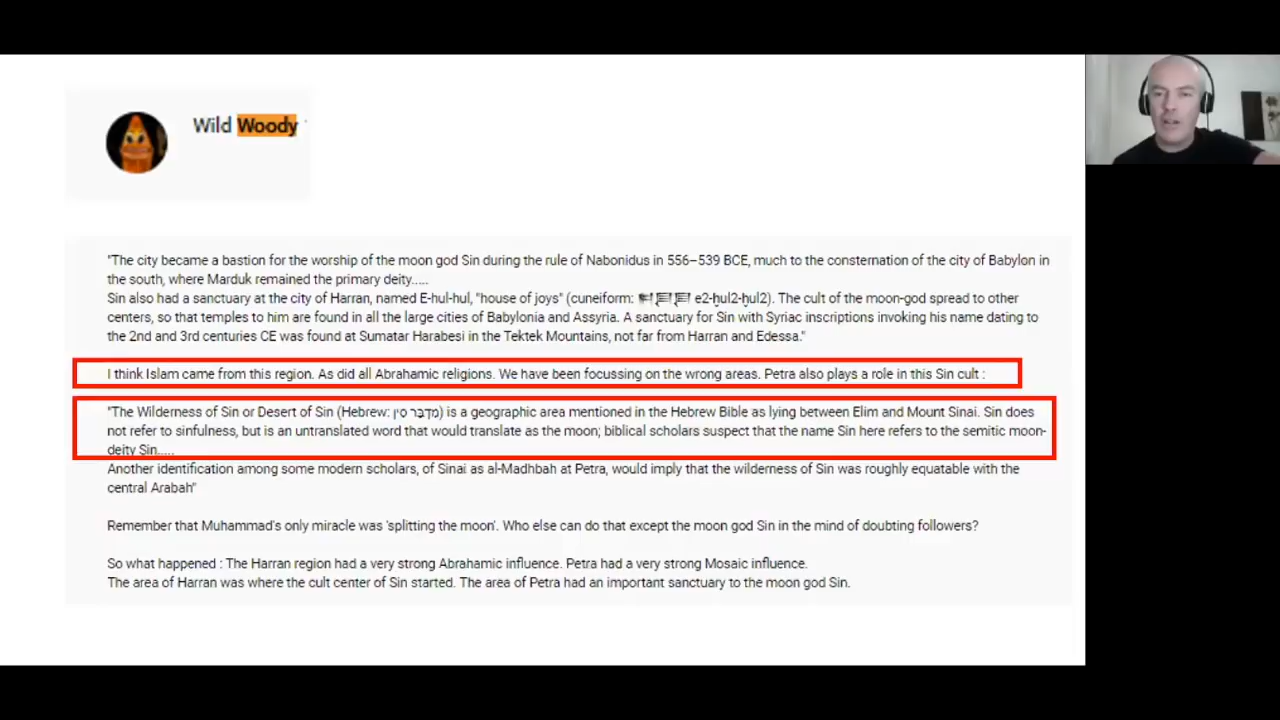 Wild Woody
"The city became a bastion for the worship of the moon god Sin during the rule of Nabonidus in 556–539 BCE, much to the consternation of the city of Babylon in
the south, where Marduk remained the primary deity.....
Sin also had a sanctuary at the city of Harran, named E-hul-hul, "house of joys" (cuneiform: e2-ḫul2-ḫul2). The cult of the moon-god spread to other
centers, so that temples to him are found in all the large cities of Babylonia and Assyria. A sanctuary for Sin with Syriac inscriptions invoking his name dating to
the 2nd and 3rd centuries CE was found at Sumatar Harabesi in the Tektek Mountains, not far from Harran and Edessa."
I think Islam came from this region. As did all Abrahamic religions. We have been focussing on the wrong areas. Petra also plays a role in this Sin cult :
"The Wilderness of Sin or Desert of Sin (Hebrew: מִדְבַּר סִין) is a geographic area mentioned in the Hebrew Bible as lying between Elim and Mount Sinai. Sin does
not refer to sinfulness, but is an untranslated word that would translate as the moon; biblical scholars suspect that the name Sin here refers to the semitic moon-
deity Sin.....
Another identification among some modern scholars, of Sinai as al-Madhbah at Petra, would imply that the wilderness of Sin was roughly equatable with the
central Arabah"
Remember that Muhammad's only miracle was 'splitting the moon'. Who else can do that except the moon god Sin in the mind of doubting followers?
So what happened : The Harran region had a very strong Abrahamic influence. Petra had a very strong Mosaic influence.
The area of Harran was where the cult center of Sin started. The area of Petra had an important sanctuary to the moon god Sin.